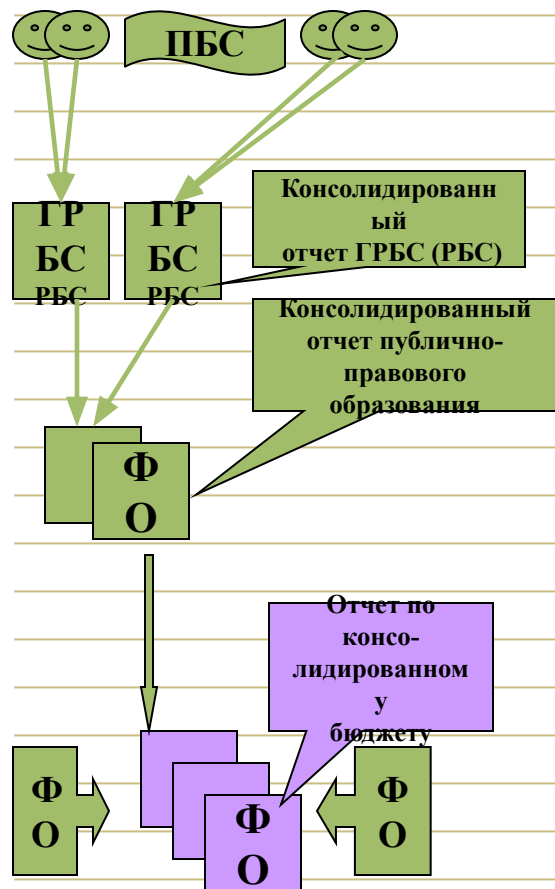 ПБС
ГР
БС
РБС
ГР
БС
РБС
Консолидированн
ый
отчет ГРБС (РБС)
Консолидированный
отчет публично-
правового
образования
Ф
О
Отчет по
консо-
лидированном
у
бюджету
Ф
О
Ф
О
Ф
О